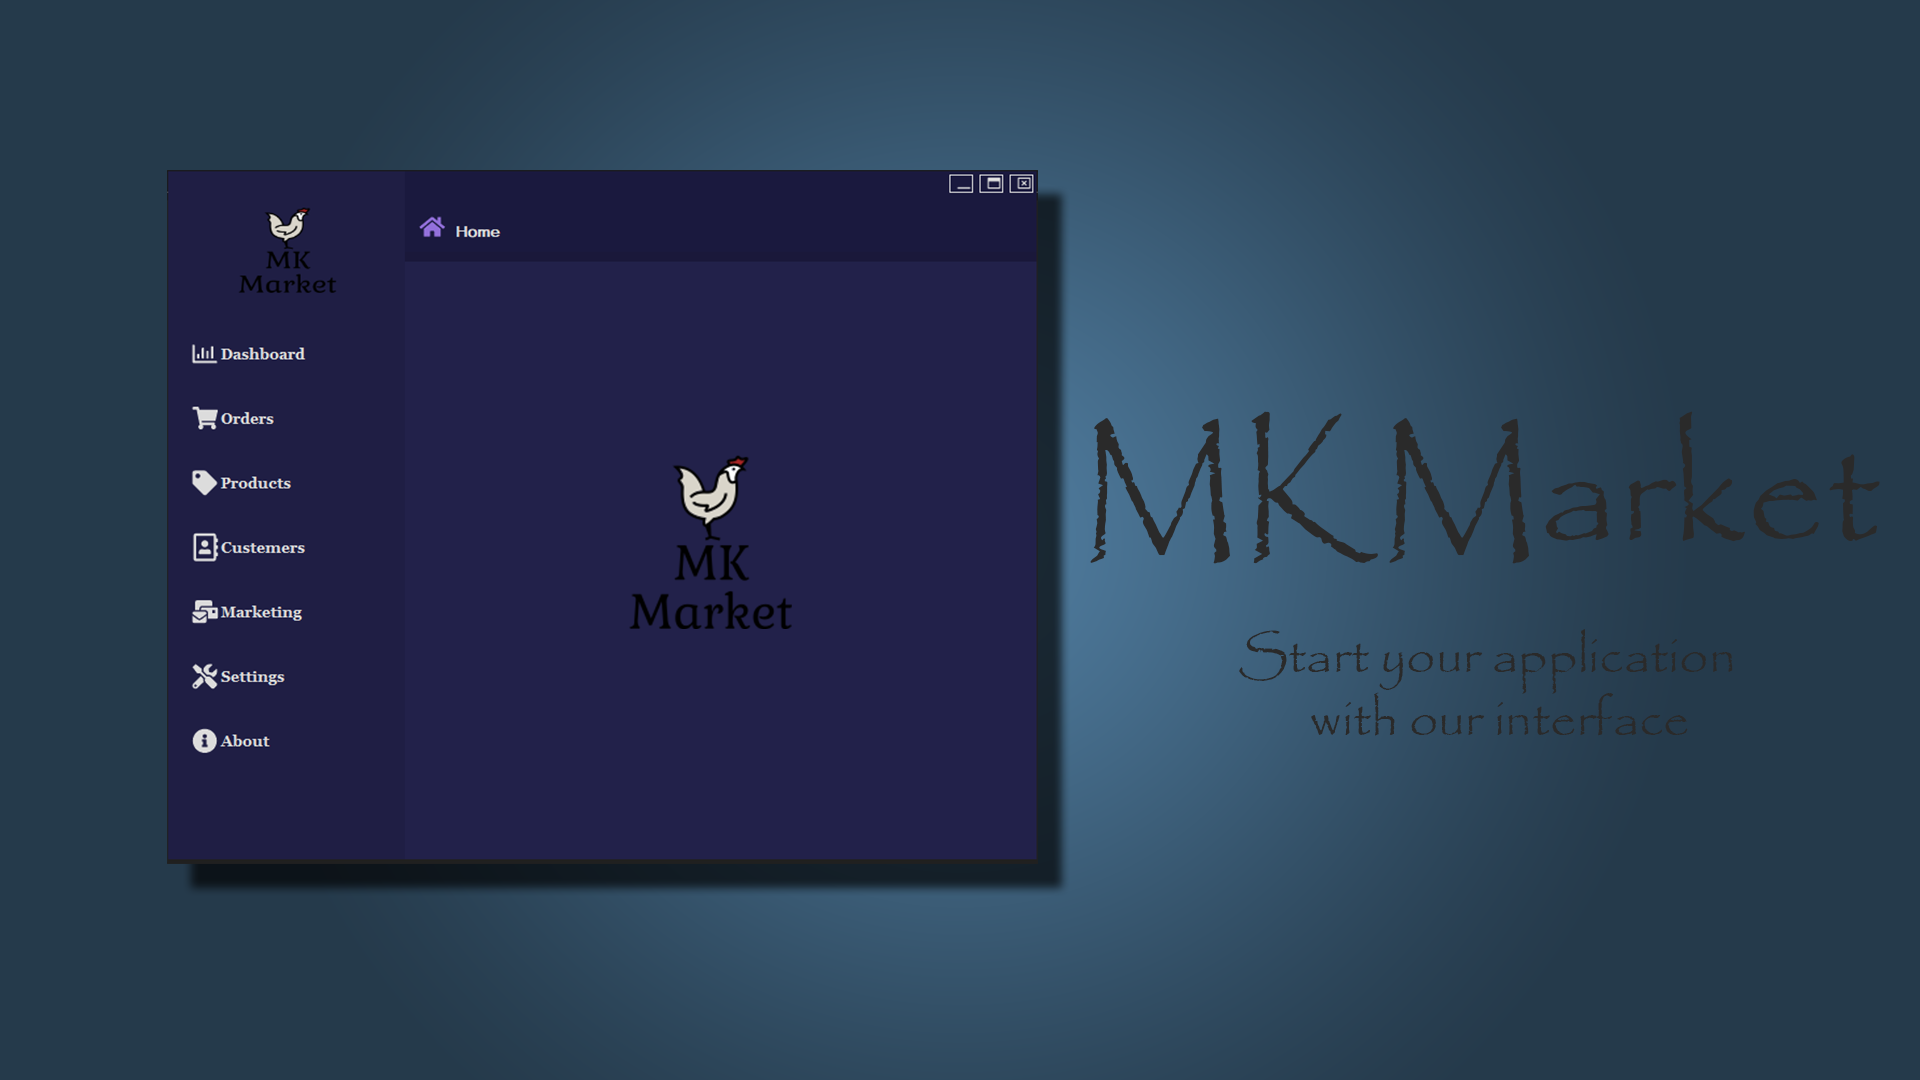 MK
Market
Home
Dashboard
Orders
Products
Custemers
Marketing
Settings
About
MK
Market
MKMarket
Start your application
with our interface